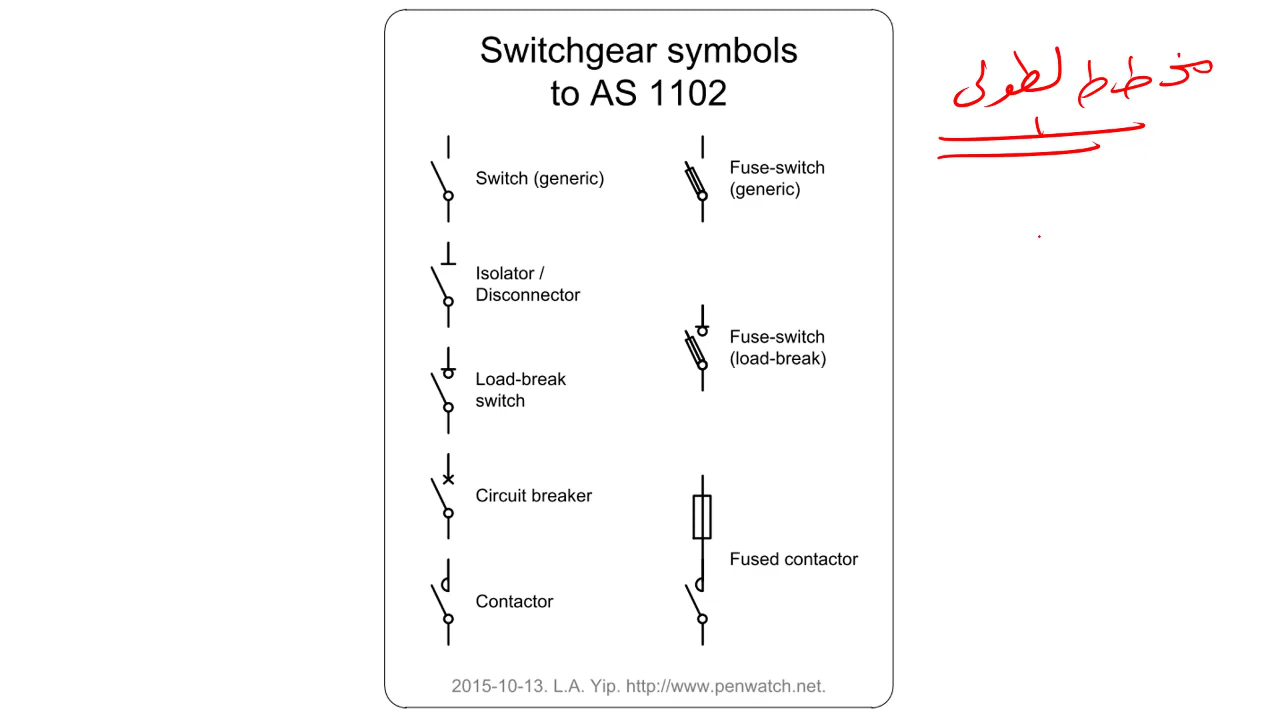 Switchgear symbols
to AS 1102
مخطط لطولي
Switch (generic)
Fuse-switch
(generic)
Isolator /
Disconnector
Load-break
switch
Fuse-switch
(load-break)
Circuit breaker
Fused contactor
Contactor
2015-10-13. L.A. Yip. http://www.penwatch.net.